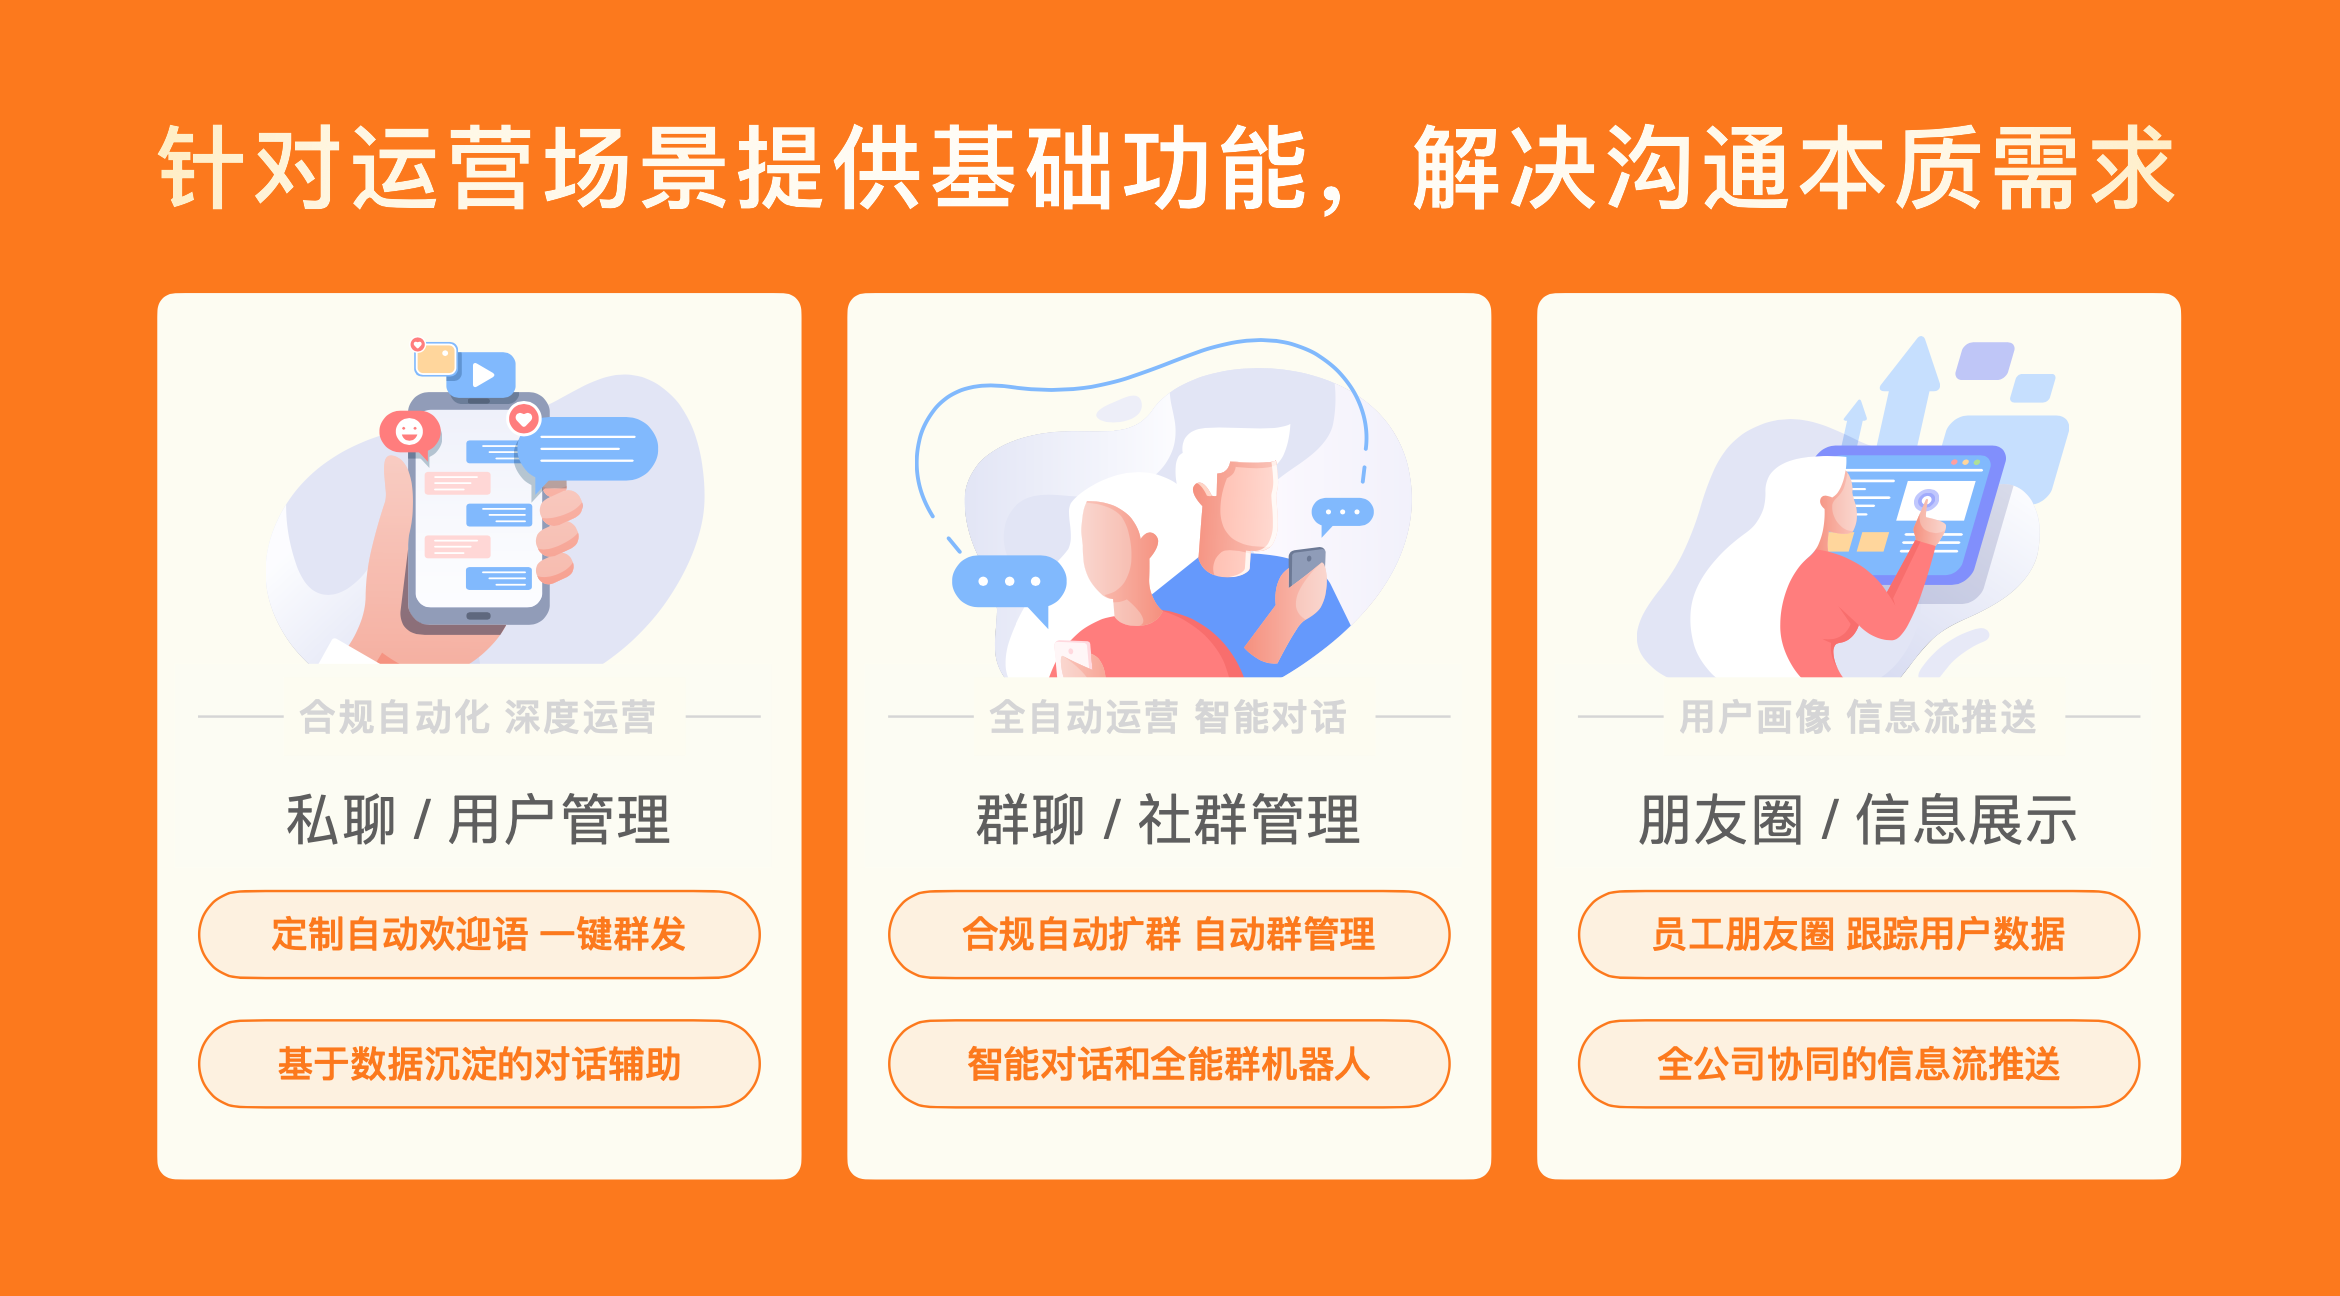 针对运营场景提供基础功能，解决沟通本质需求
合规自动化 深度运营
私聊 / 用户管理
定制自动欢迎语 一键群发
基于数据沉淀的对话辅助
全自动运营 智能对话
群聊 / 社群管理
合规自动扩群 自动群管理
智能对话和全能群机器人
用户画像 信息流推送
朋友圈 / 信息展示
员工朋友圈 跟踪用户数据
全公司协同的信息流推送